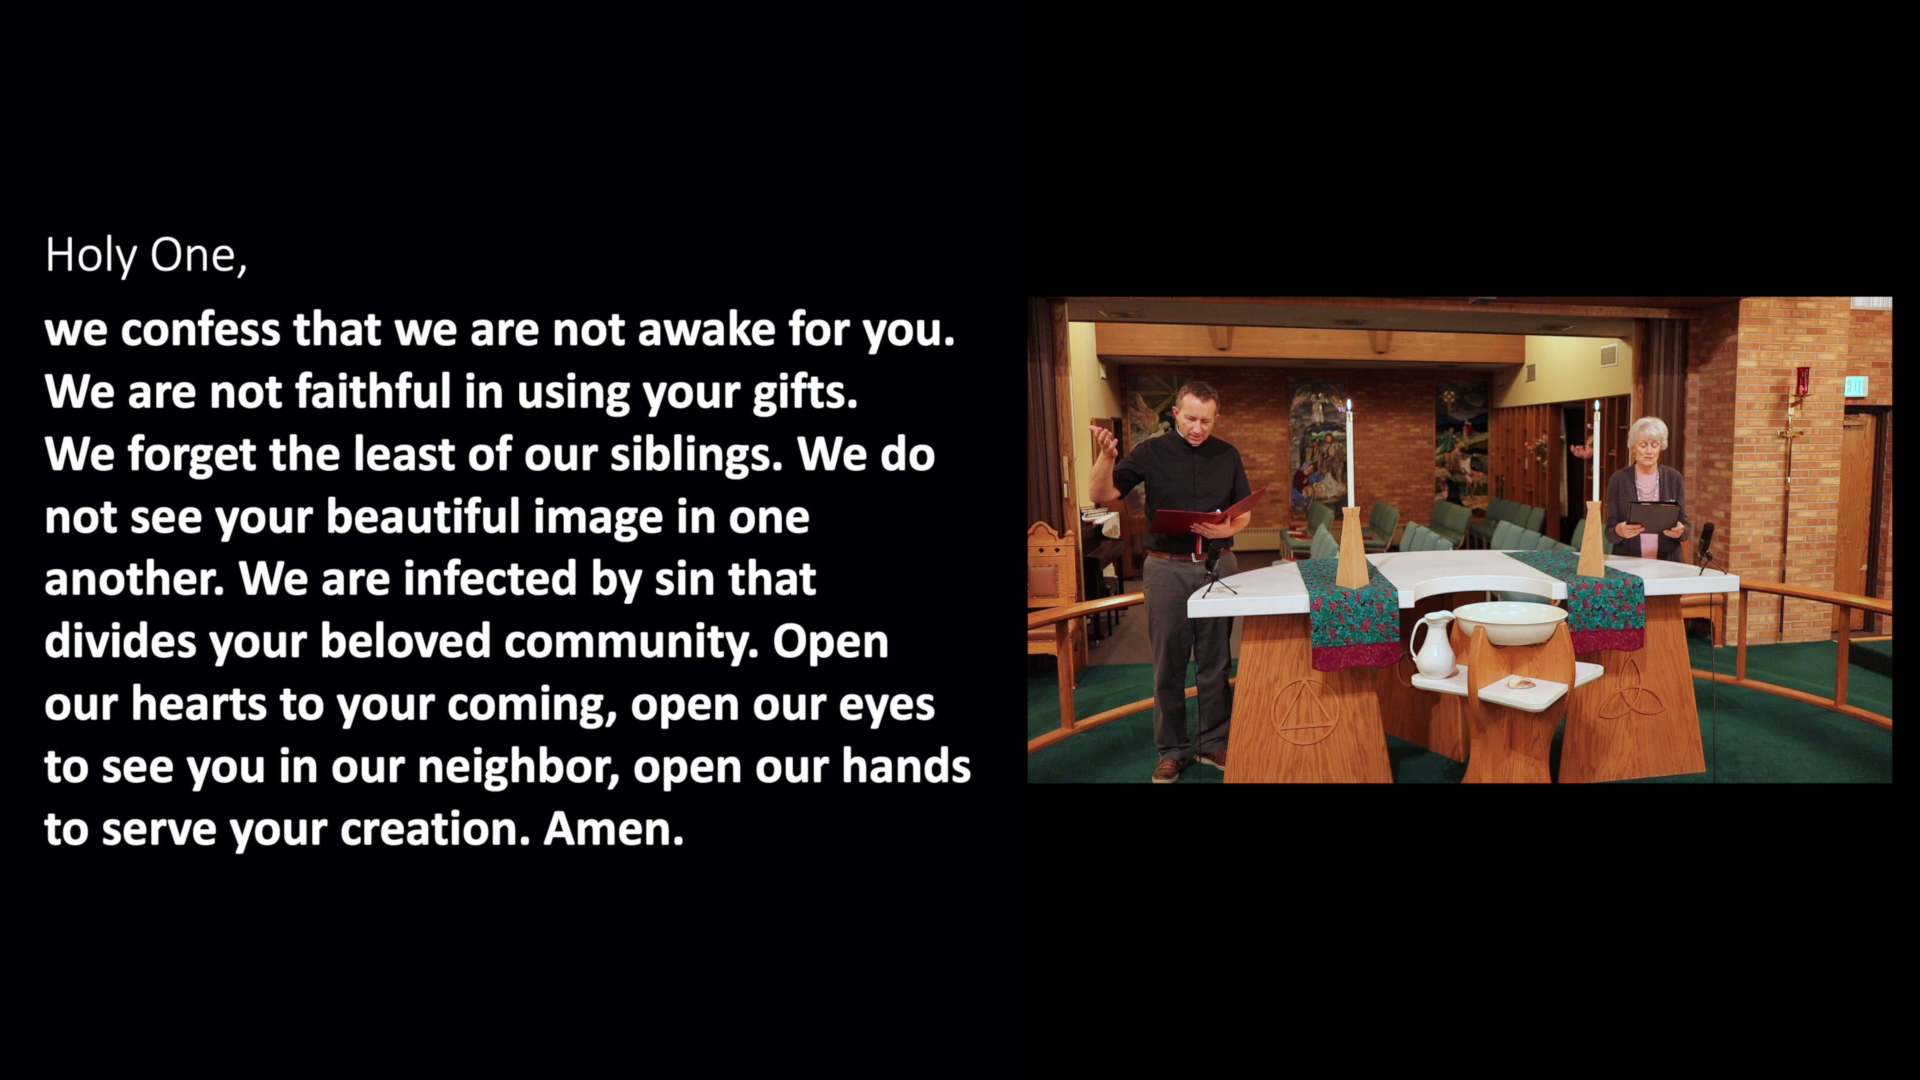 Holy One,
we confess that we are not awake for you.
We are not faithful in using your gifts.
We forget the least of our siblings. We do
not see your beautiful image in one
another. We are infected by sin that
divides your beloved community. Open
our hearts to your coming, open our eyes
to see you in our neighbor, open our hands
to serve your creation. Amen.
EXIT